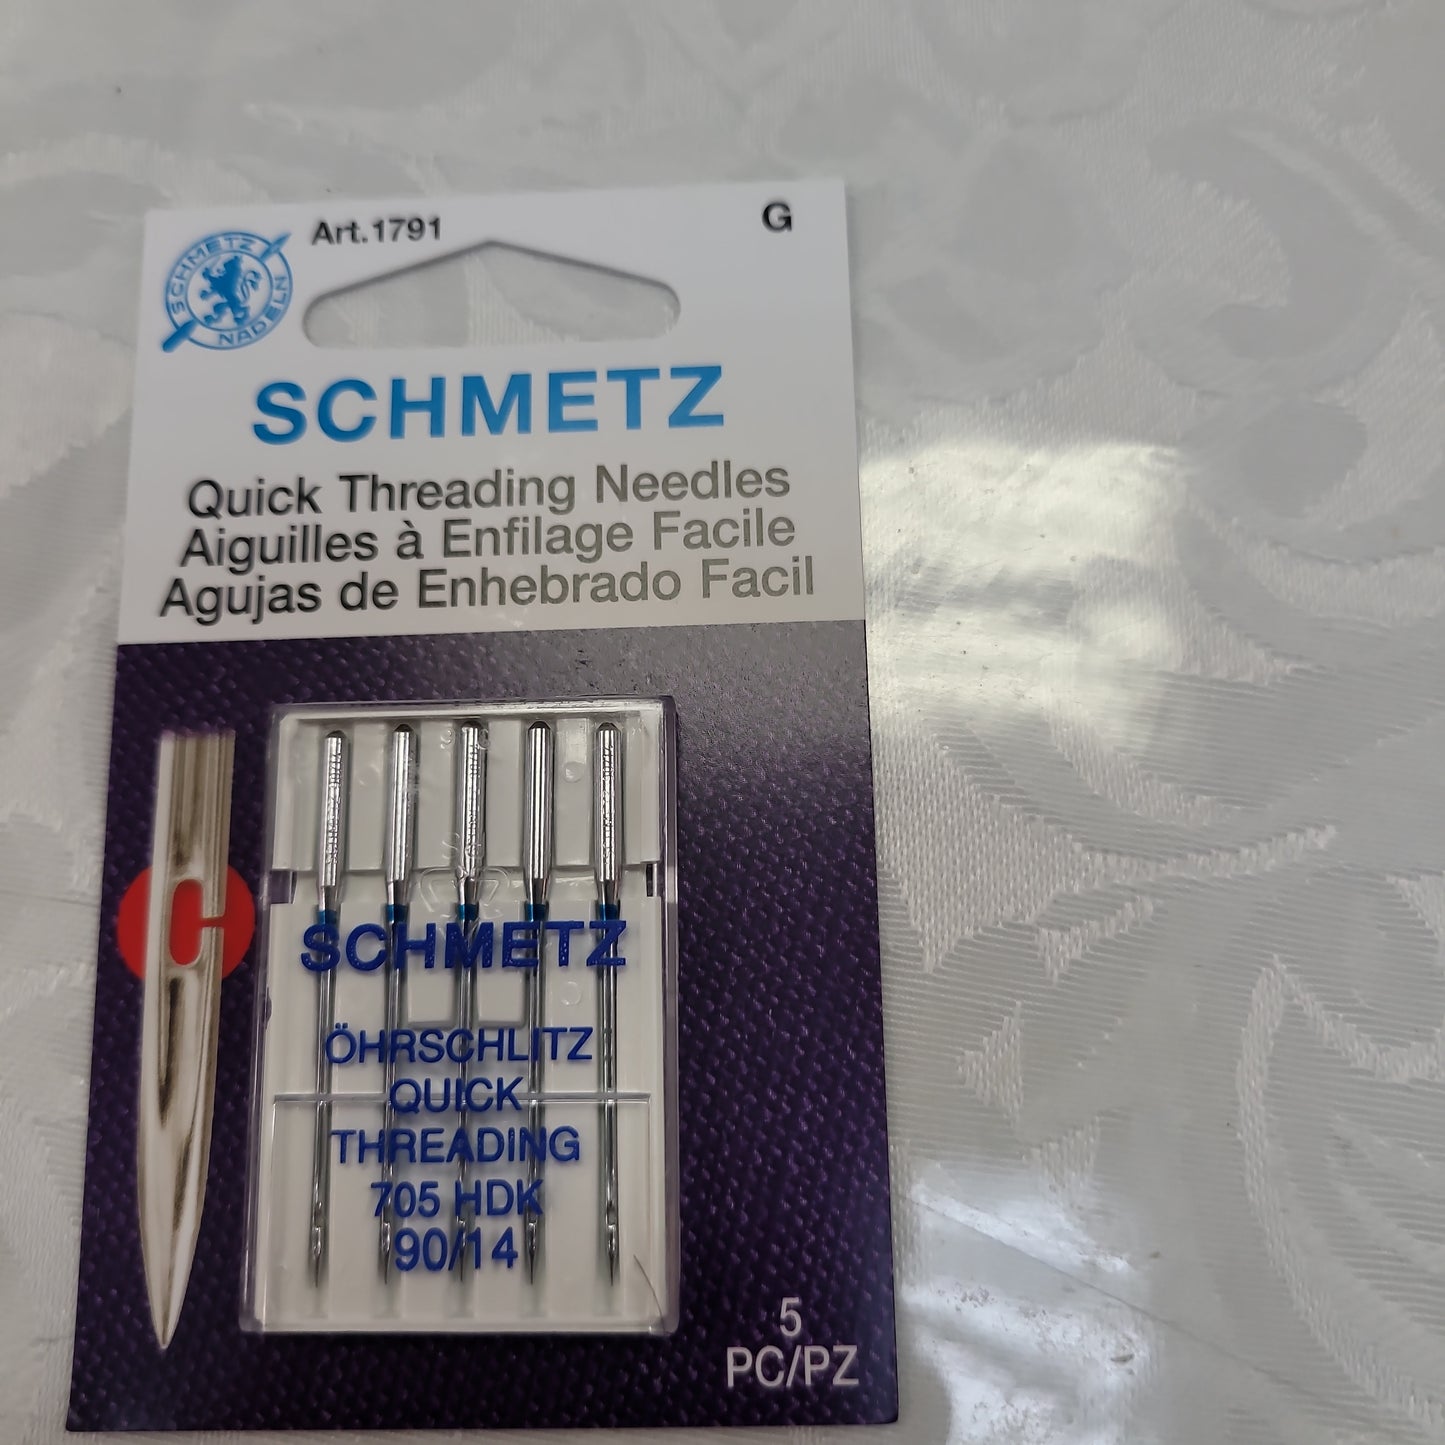 Art.1791
G
SCHMETZ
NADELN
SCHMETZ
Quick Threading Needles
Aiguilles à Enfilage Facile
Agujas de Enhebrado Facil
SCHMETZ
ÖHRSCHLITZ
QUICK
THREADING
705 HDK
90/14
5
PC/PZ